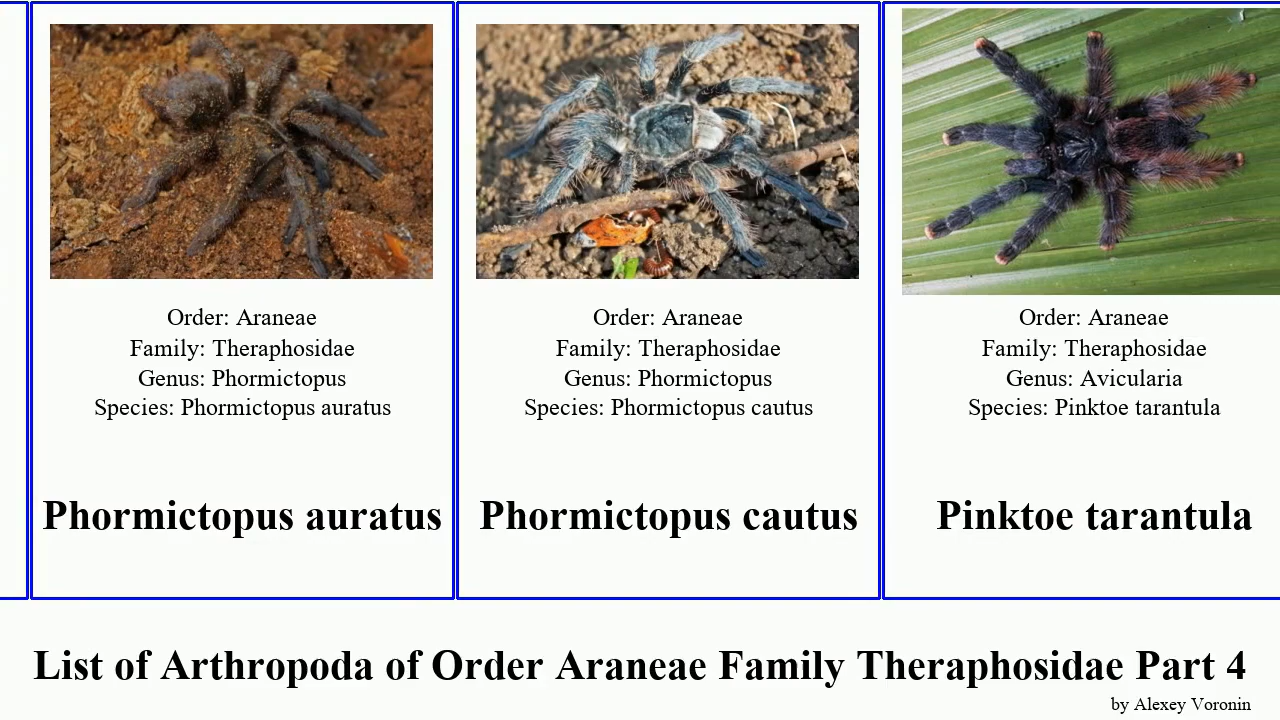 Order: Araneae
Family: Theraphosidae
Genus: Phormictopus
Species: Phormictopus auratus
Phormictopus auratus
Order: Araneae
Family: Theraphosidae
Genus: Phormictopus
Species: Phormictopus cautus
Phormictopus cautus
Order: Araneae
Family: Theraphosidae
Genus: Avicularia
Species: Pinktoe tarantula
Pinktoe tarantula
List of Arthropoda of Order Araneae Family Theraphosidae Part 4
by Alexey Voronin